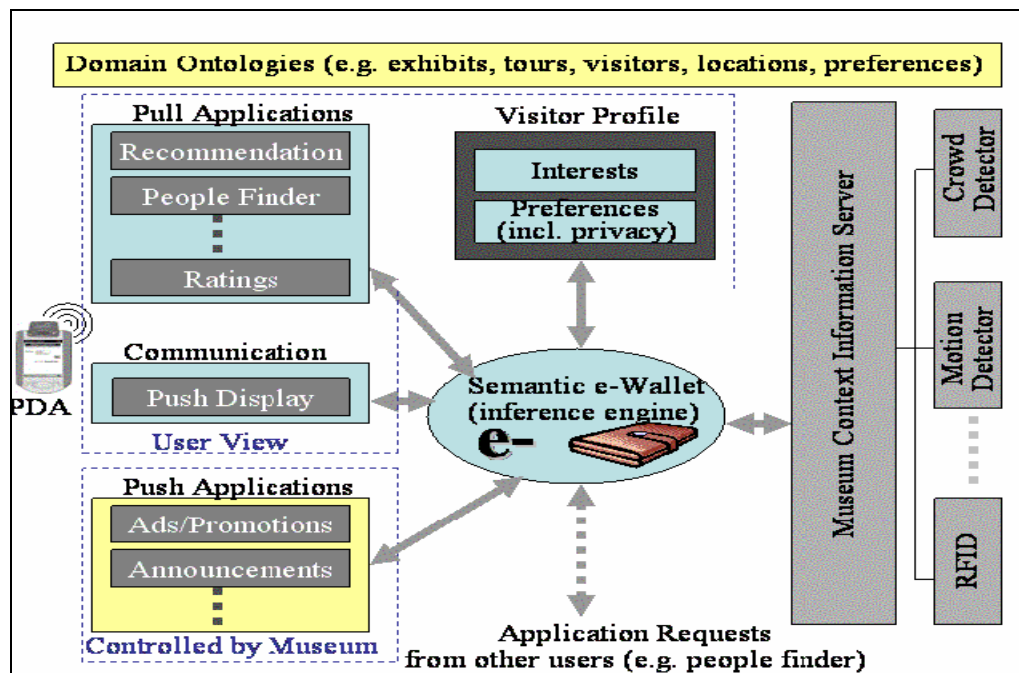 Domain Ontologies (e.g. exhibits, tours, visitors, locations, preferences)
Pull Applications
Recommendation
People Finder
Ratings
Visitor Profile
Interests
Preferences
(incl. privacy)
PDA
Communication
Push Display
User View
Semantic e-Wallet
(inference engine)
e-
Push Applications
Ads/Promotions
Announcements
Controlled by Museum
Application Requests
from other users (e.g. people finder)
Museum Context Information Server
Crowd
Detector
Motion
Detector
RFID